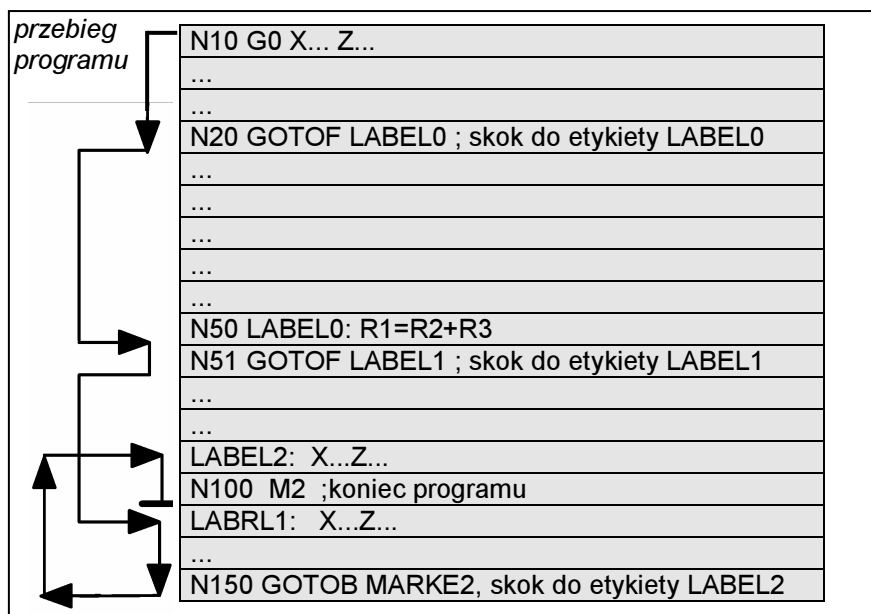 przebieg
programu
N10 G0 X... Z...
...
...
N20 GOTOF LABEL0 ; skok do etykiety LABEL0
...
...
...
...
...
N50 LABEL0: R1=R2+R3
N51 GOTOF LABEL1 ; skok do etykiety LABEL1
...
...
LABEL2: X...Z...
N100 M2 ;koniec programu
LABRL1: X...Z...
...
N150 GOTOB MARKE2, skok do etykiety LABEL2